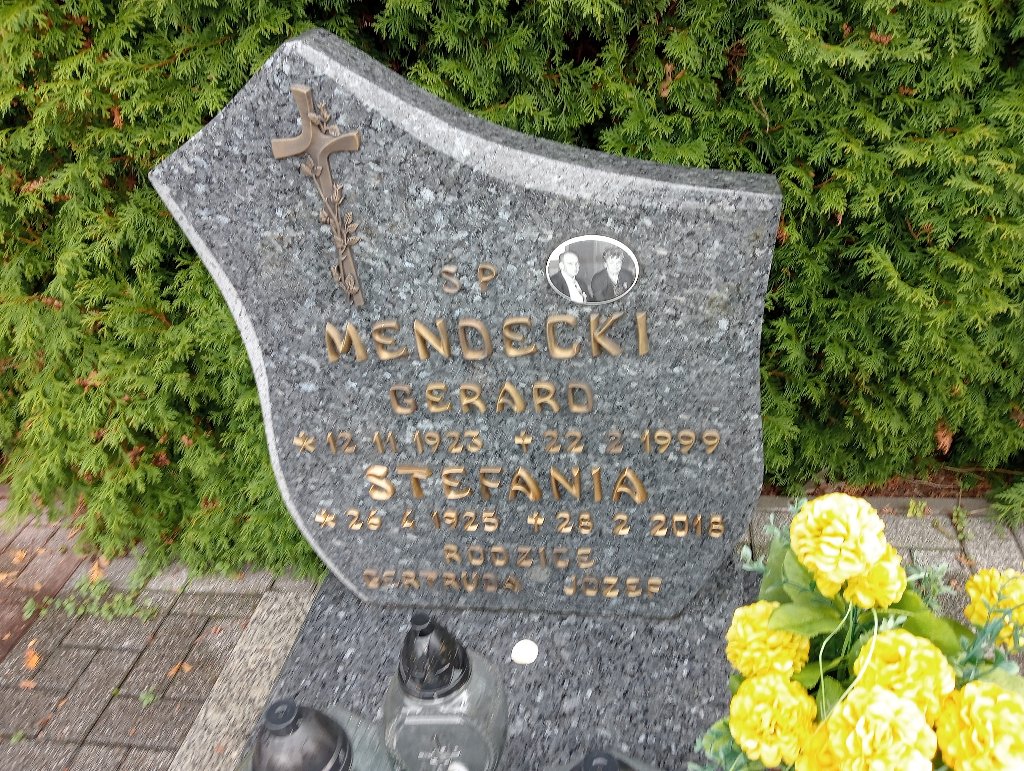 S P
MENDECKI
GERARD
* 12 11 1923 + 22 2 1999
STEFANIA
* 26 4 1925 + 28 2 2018
RODZICE
GERTRUDA JÓZEF